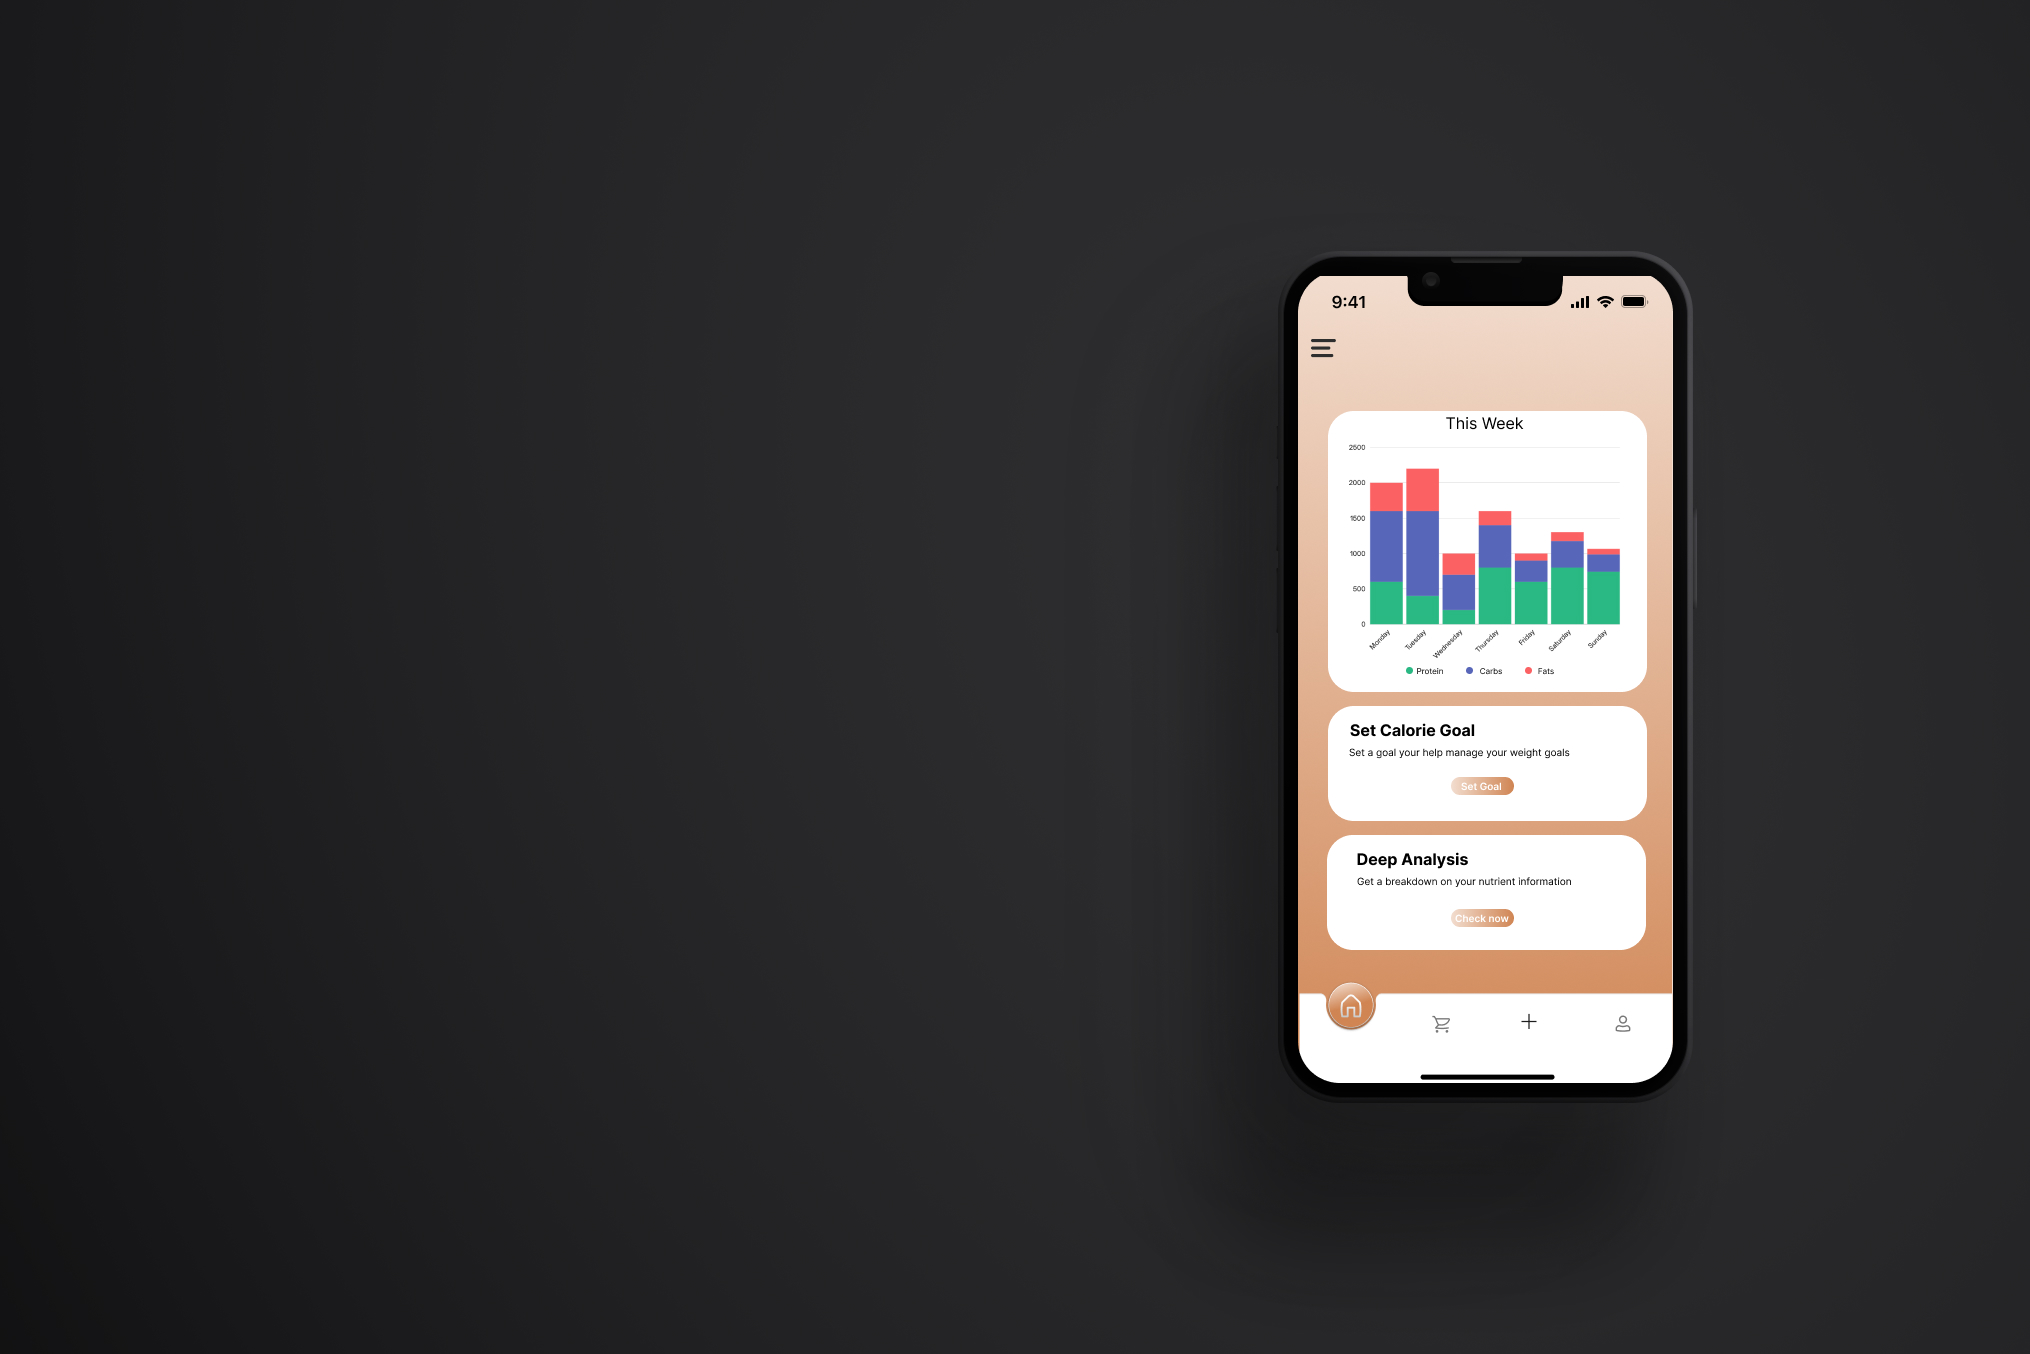 9:41
This Week
2500
2000
1500
1000
500
0
Monday
Tuesday
Wednesday
Thursday
Friday
Saturday
Sunday
Protein
Carbs
Fats
Set Calorie Goal
Set a goal your help manage your weight goals
Set Goal
Deep Analysis
Get a breakdown on your nutrient information
Check now